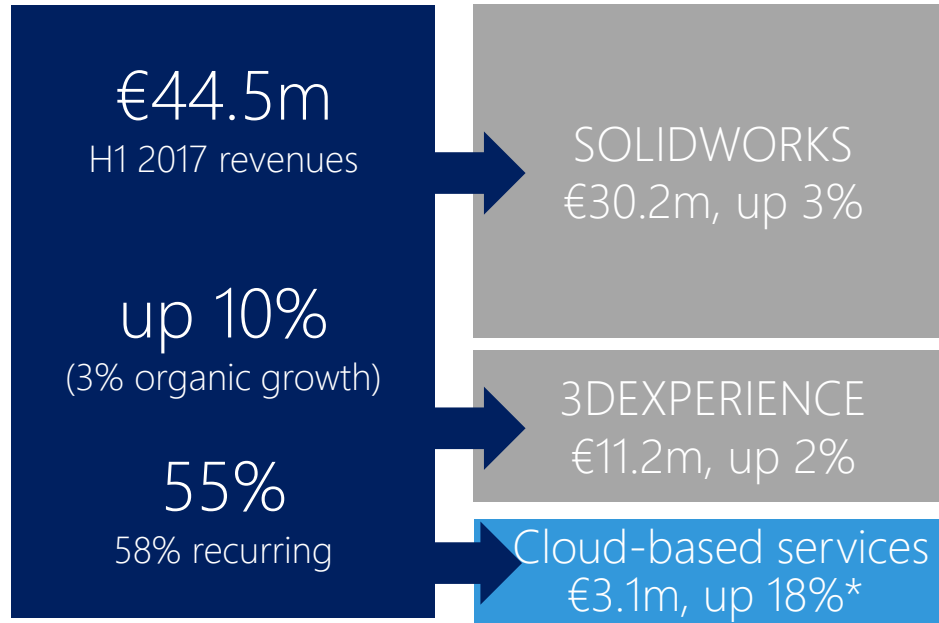 €44.5m
H1 2017 revenues
up 10%
(3% organic growth)
55%
58% recurring
SOLIDWORKS
€30.2m, up 3%
3DEXPERIENCE
€11.2m, up 2%
Cloud-based services
€3.1m, up 18%*